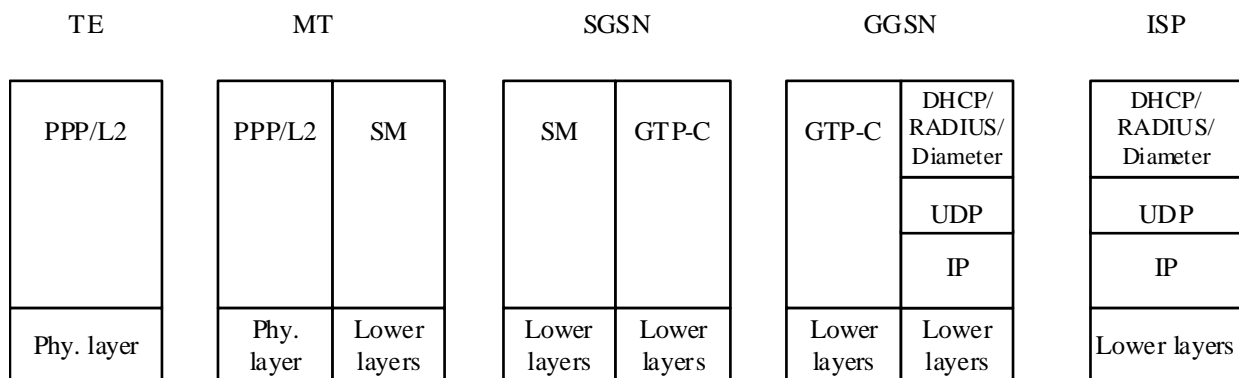 TE
MT
SGSN
GGSN
ISP
PPP/L2
PPP/L2
SM
SM
GTP-C
GTP-C
DHCP/
RADIUS/
Diameter
DHCP/
RADIUS/
Diameter
UDP
UDP
IP
IP
Phy. layer
Phy.
layer
Lower
layers
Lower
layers
Lower
layers
Lower
layers
Lower
layers
Lower layers